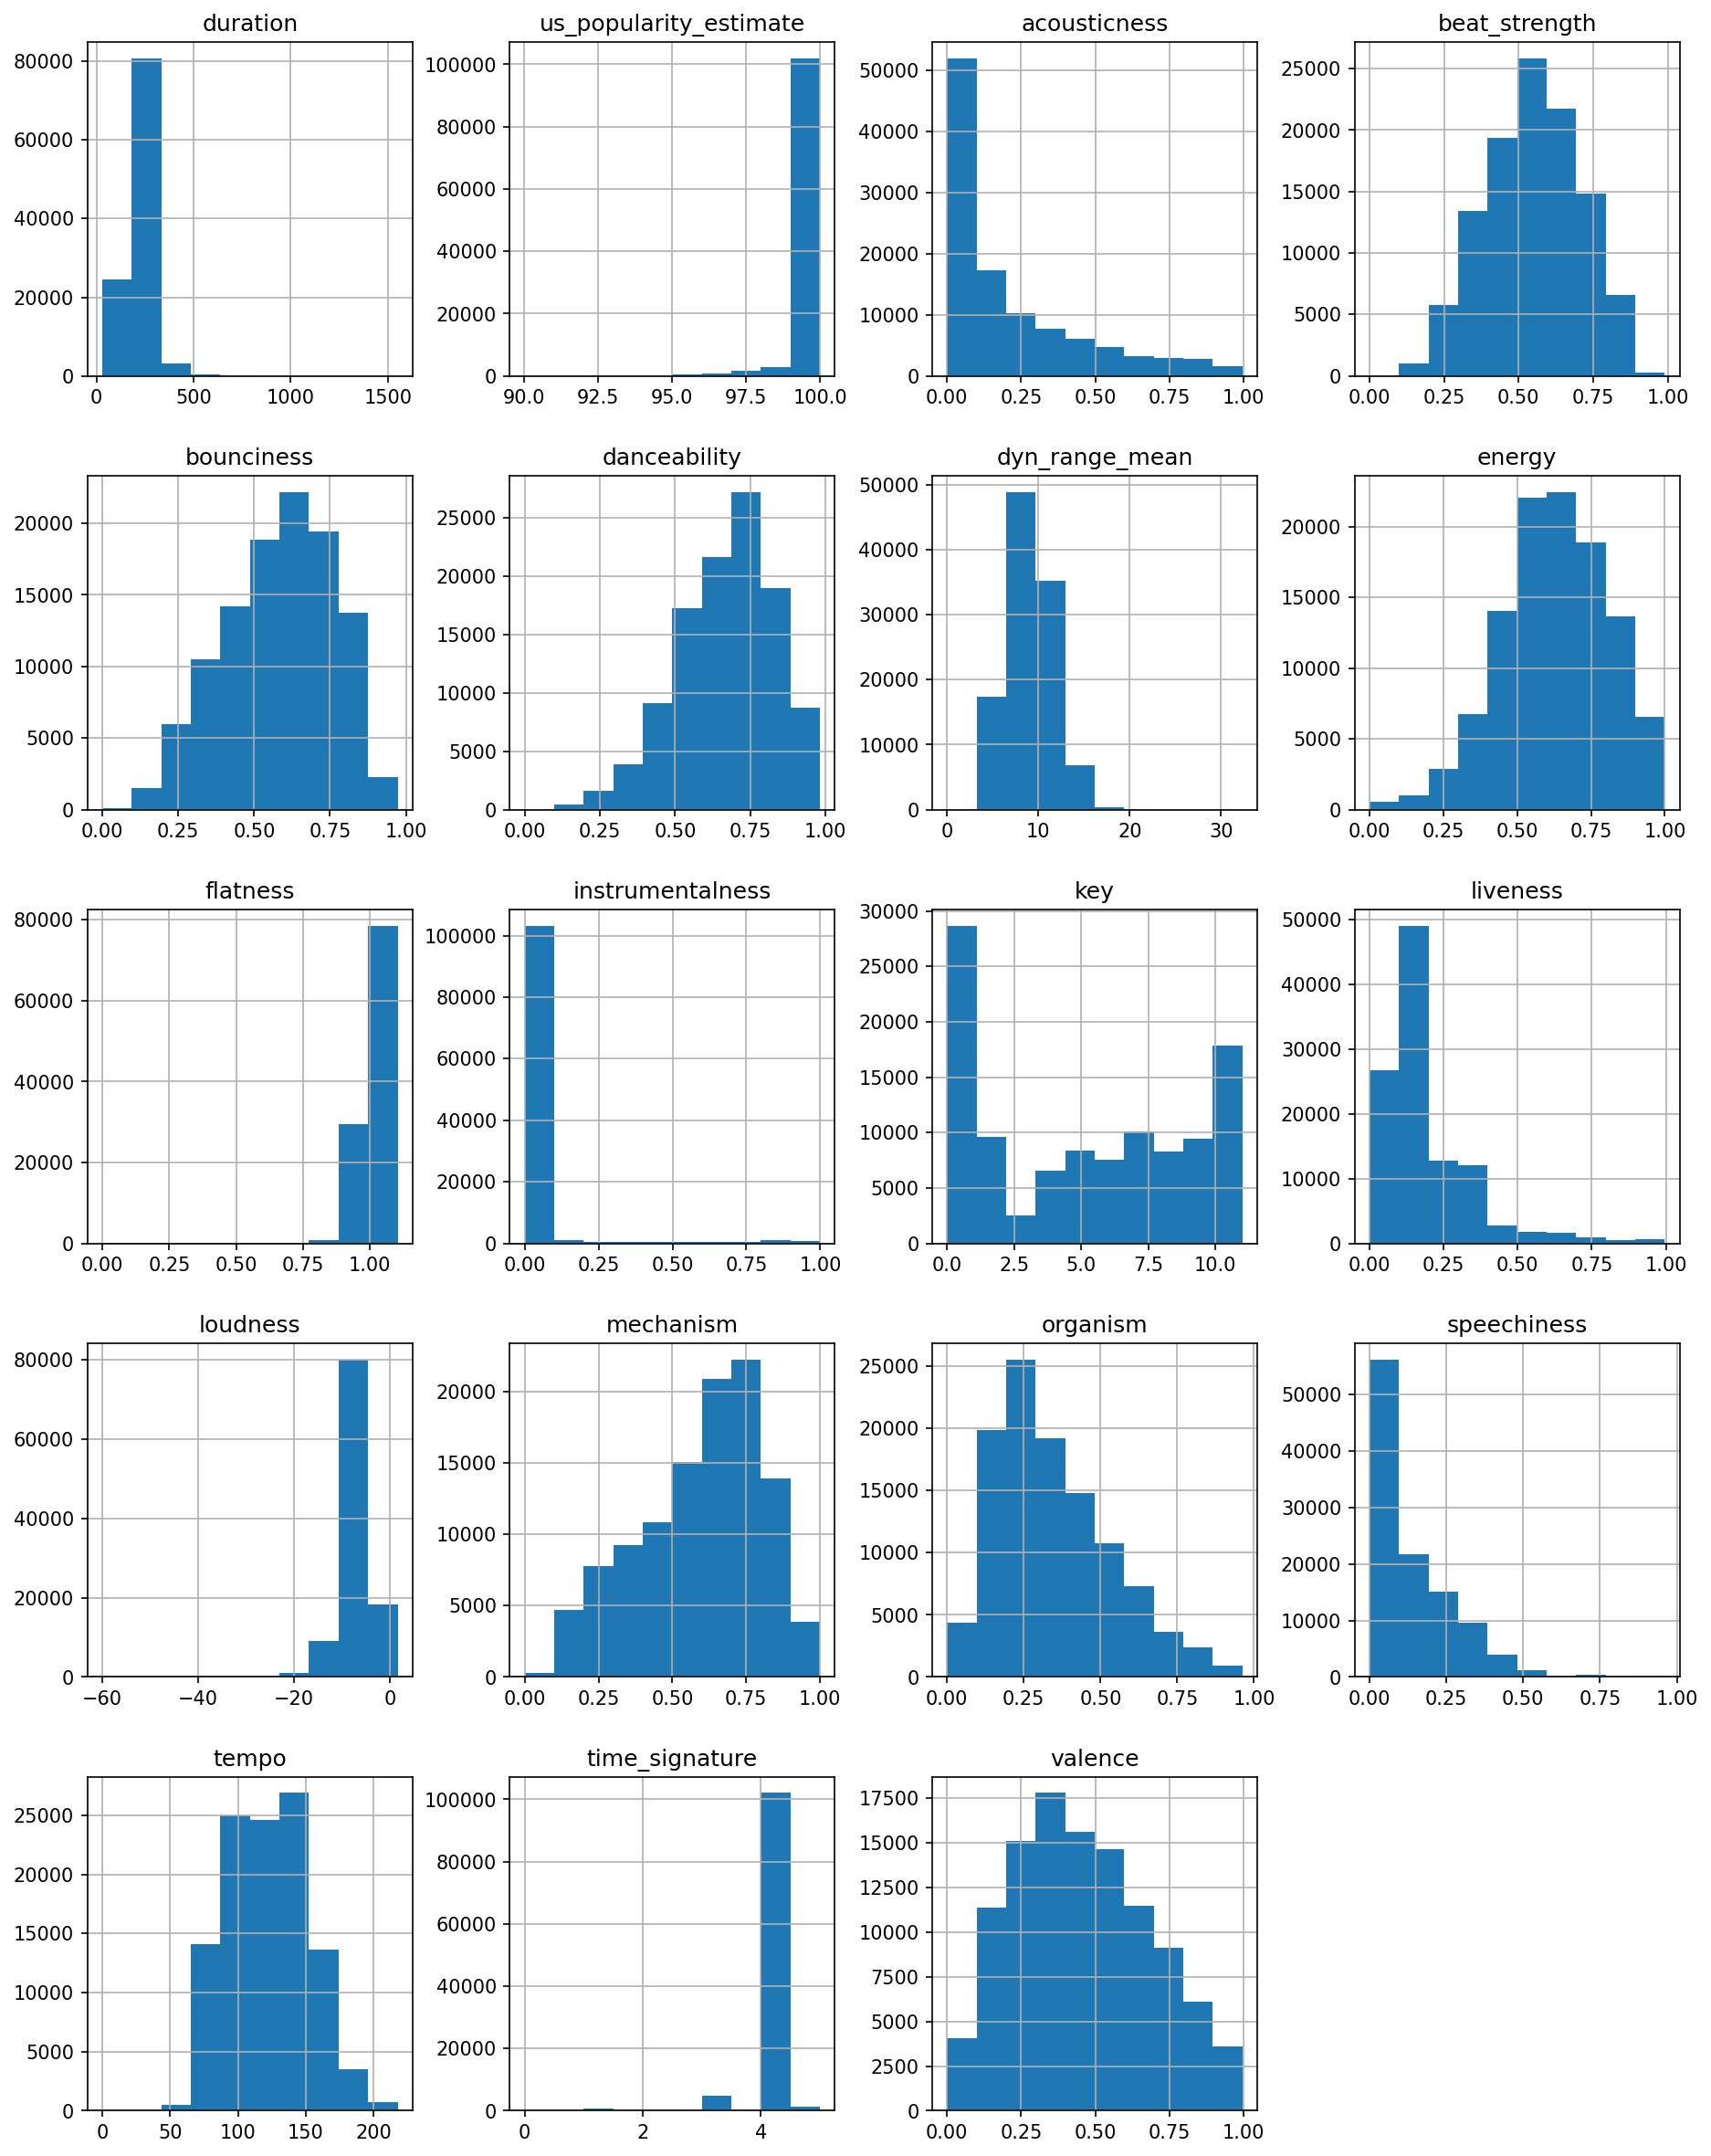 duration us_popularity_estimate acousticness beat_strength
80000 60000 40000 20000 0
0 500 1000 1500
100000 80000 60000 40000 20000 0
90.0 92.5 95.0 97.5 100.0
50000 40000 30000 20000 10000 0
0.00 0.25 0.50 0.75 1.00
25000 20000 15000 10000 5000 0
0.00 0.25 0.50 0.75 1.00
bounciness danceability dyn_range_mean energy
20000 15000 10000 5000 0
0.00 0.25 0.50 0.75 1.00
25000 20000 15000 10000 5000 0
0.00 0.25 0.50 0.75 1.00
50000 40000 30000 20000 10000 0
0 10 20 30
20000 15000 10000 5000 0
0.00 0.25 0.50 0.75 1.00
flatness instrumentalness key liveness
80000 60000 40000 20000 0
0.00 0.25 0.50 0.75 1.00
100000 80000 60000 40000 20000 0
0.00 0.25 0.50 0.75 1.00
30000 25000 20000 15000 10000 5000 0
0.0 2.5 5.0 7.5 10.0
50000 40000 30000 20000 10000 0
0.00 0.25 0.50 0.75 1.00
loudness mechanism organism speechiness
80000 60000 40000 20000 0
−60 −40 −20 0
20000 15000 10000 5000 0
0.00 0.25 0.50 0.75 1.00
25000 20000 15000 10000 5000 0
0.00 0.25 0.50 0.75 1.00
50000 40000 30000 20000 10000 0
0.00 0.25 0.50 0.75 1.00
tempo time_signature valence
25000 20000 15000 10000 5000 0
0 50 100 150 200
100000 80000 60000 40000 20000 0
0 2 4
17500 15000 12500 10000 7500 5000 2500 0
0.00 0.25 0.50 0.75 1.00